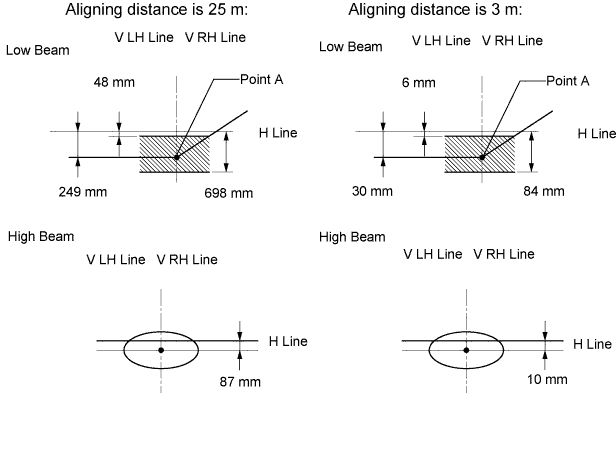 Aligning distance is 25 m:
V LH Line V RH Line
Low Beam
48 mm
Point A
H Line
249 mm
698 mm
High Beam
V LH Line V RH Line
H Line
87 mm
Aligning distance is 3 m:
V LH Line V RH Line
Low Beam
6 mm
Point A
H Line
30 mm
84 mm
High Beam
V LH Line V RH Line
H Line
10 mm